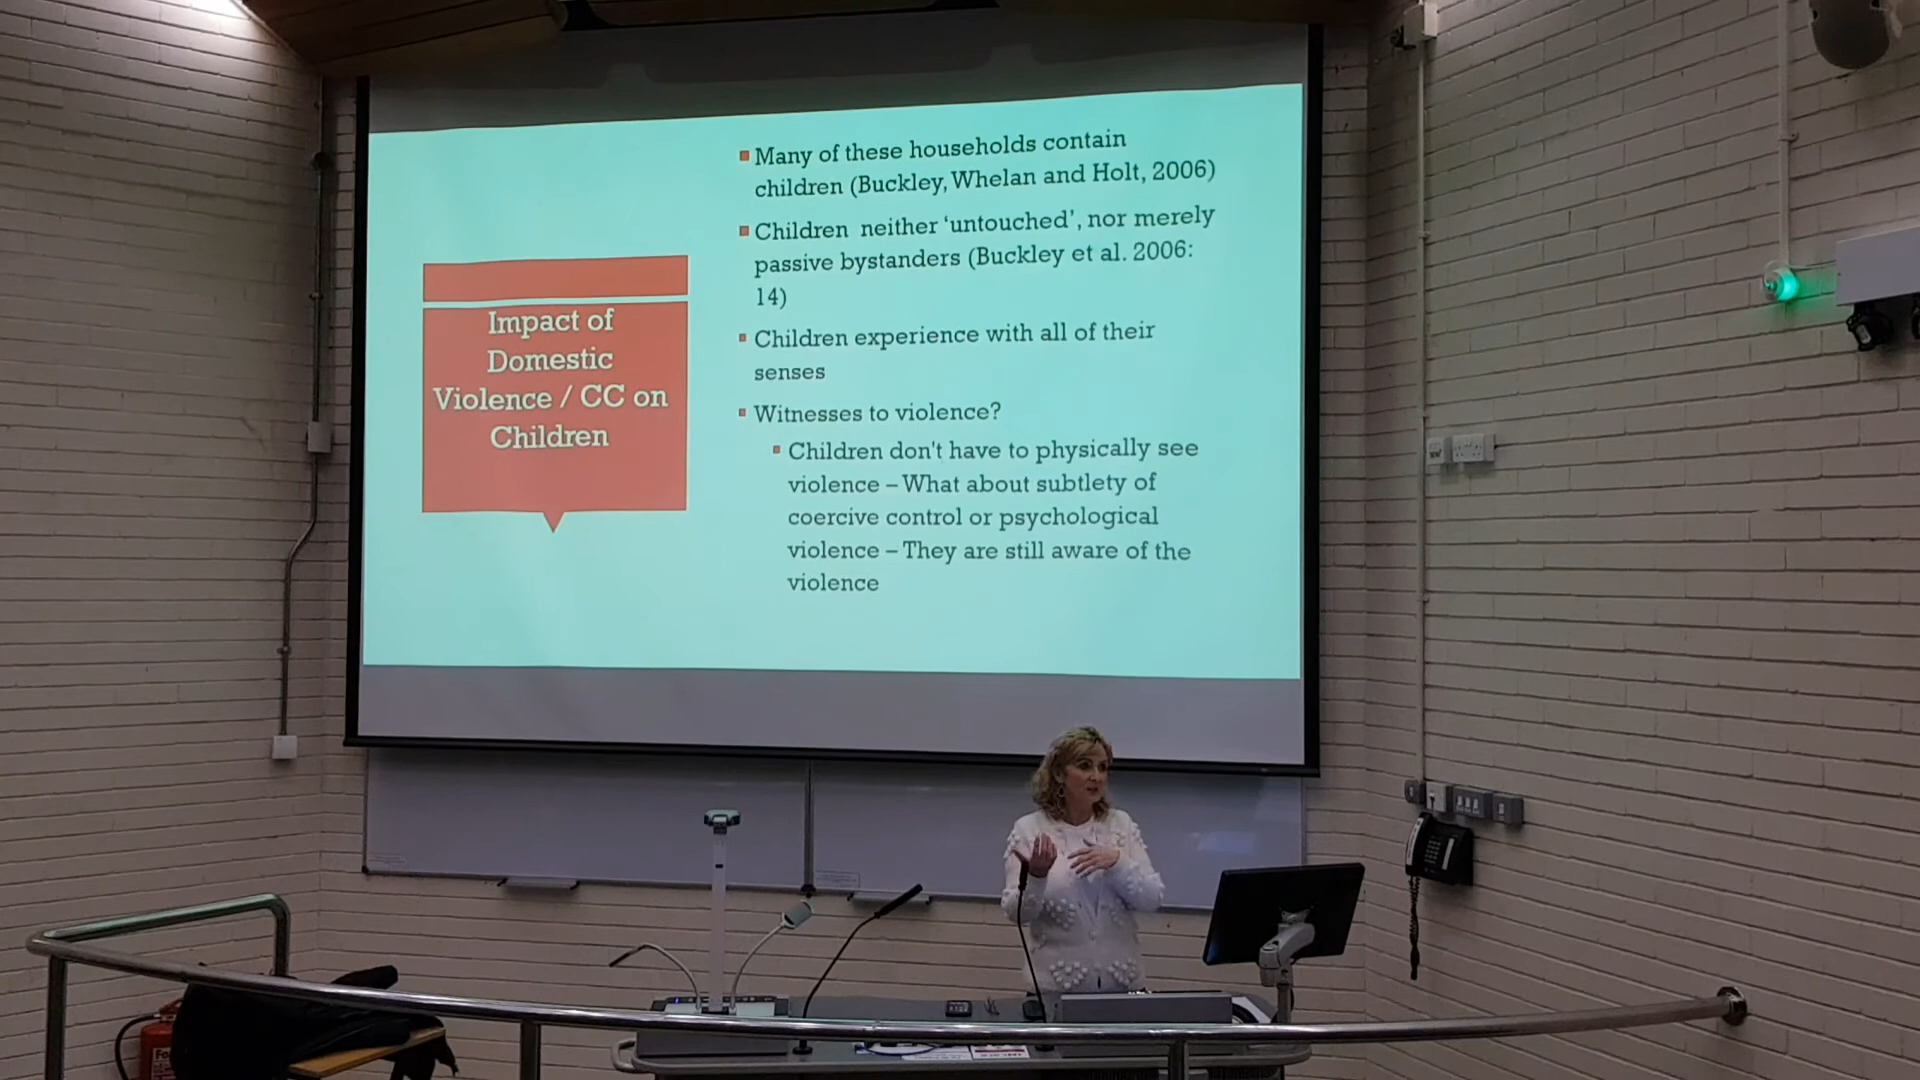 Impact of
Domestic
Violence / CC on
Children
Many of these households contain
children (Buckley, Whelan and Holt, 2006)
Children neither ‘untouched’, nor merely
passive bystanders (Buckley et al. 2006:
14)
Children experience with all of their
senses
Witnesses to violence?
Children don't have to physically see
violence – What about subtlety of
coercive control or psychological
violence – They are still aware of the
violence